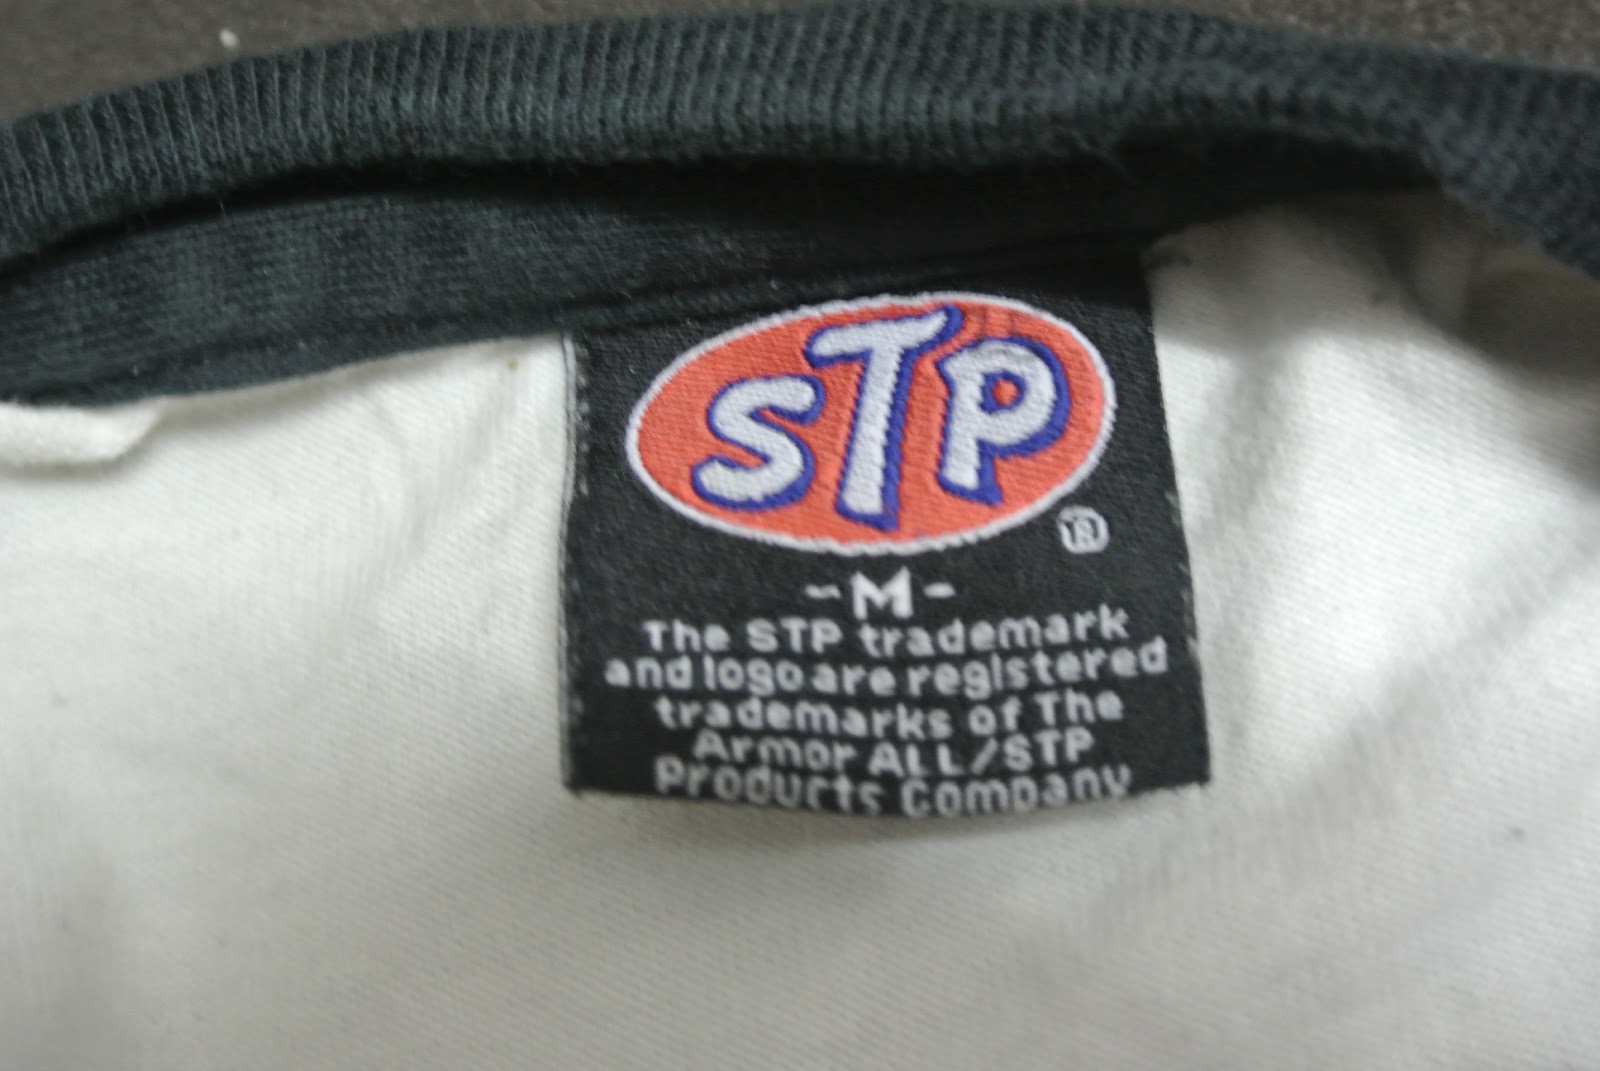 STP
®
-M-
The STP trademark
and logo are registered
trademarks of The
Armor ALL/STP
Products Company